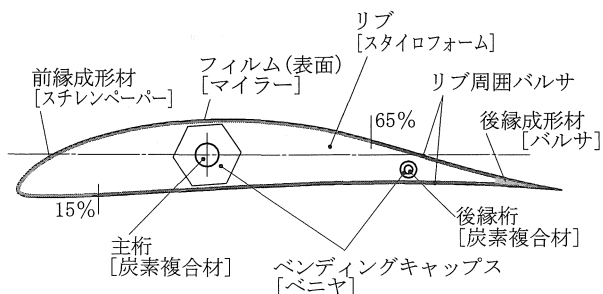 リブ
[スタイロフォーム]
フィルム(表面)
[マイラー]
前縁成形材
[スチレンペーパー]
リブ周囲バルサ
65%
後縁成形材
[バルサ]
15%
主桁
[炭素複合材]
後縁桁
[炭素複合材]
ベンディングキャップス
[ベニヤ]